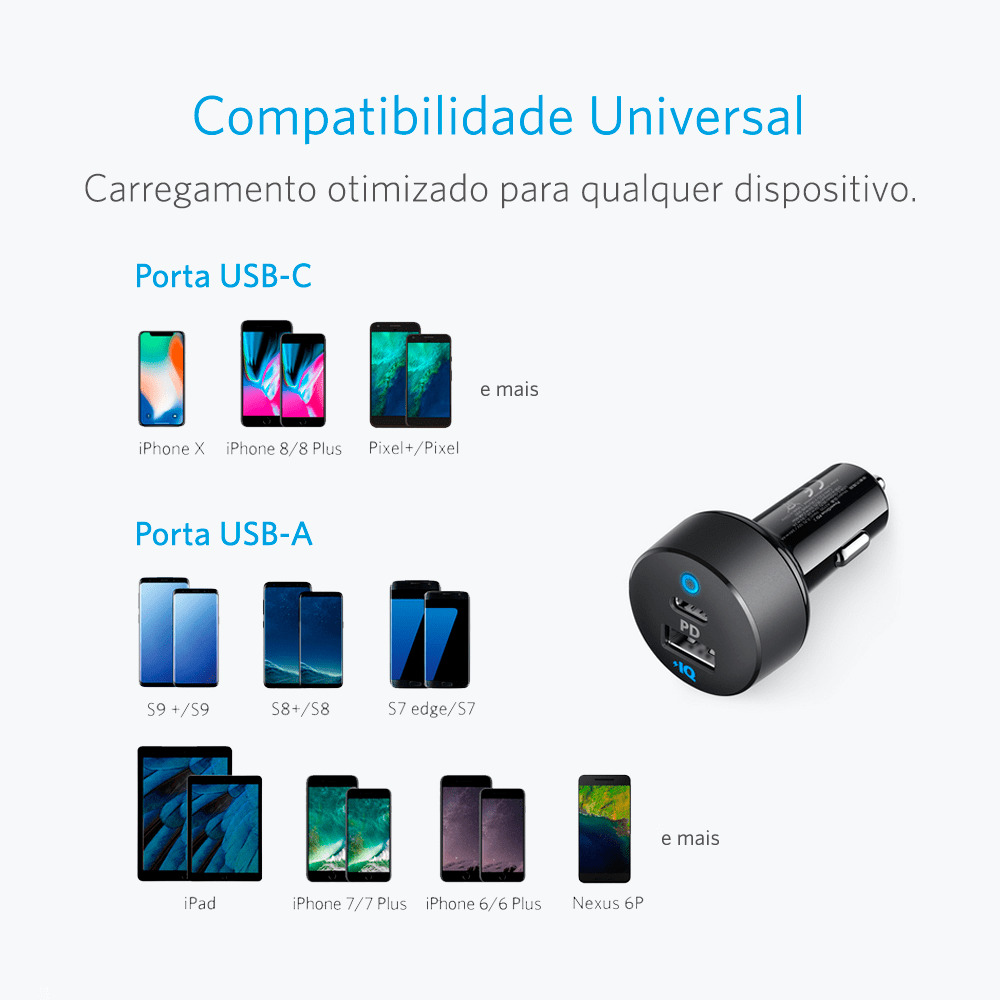 Compatibilidade Universal
Carregamento otimizado para qualquer dispositivo.
Porta USB-C
e mais
iPhone X
iPhone 8/8 Plus
Pixel+/Pixel
Porta USB-A
PD
IQ
S9 +/S9
S8+/S8
S7 edge/S7
e mais
iPad
iPhone 7/7 Plus
iPhone 6/6 Plus
Nexus 6P